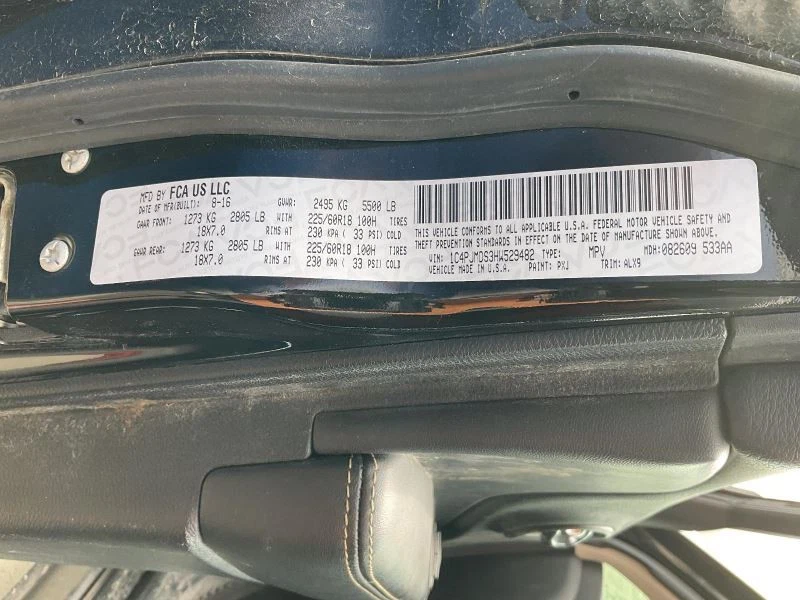 MFD BY FCA US LLC
DATE OF MFR(BUILT): 8-16 GVWR: 2495 KG 5500 LB
GAWR FRONT: 1273 KG 2805 LB WITH 225/60R18 100H TIRES
18X7.0 RIMS AT 230 KPA ( 33 PSI) COLD
GAWR REAR: 1273 KG 2805 LB WITH 225/60R18 100H TIRES
18X7.0 RIMS AT 230 KPA ( 33 PSI) COLD
THIS VEHICLE CONFORMS TO ALL APPLICABLE U.S.A. FEDERAL MOTOR VEHICLE SAFETY AND
THEFT PREVENTION STANDARDS IN EFFECT ON THE DATE OF MANUFACTURE SHOWN ABOVE.
VIN: 1C4PJMDS3HW529482 TYPE: MPV MDH: 082609 533AA
VEHICLE MADE IN U.S.A. PAINT: PXJ TRIM: ALX9